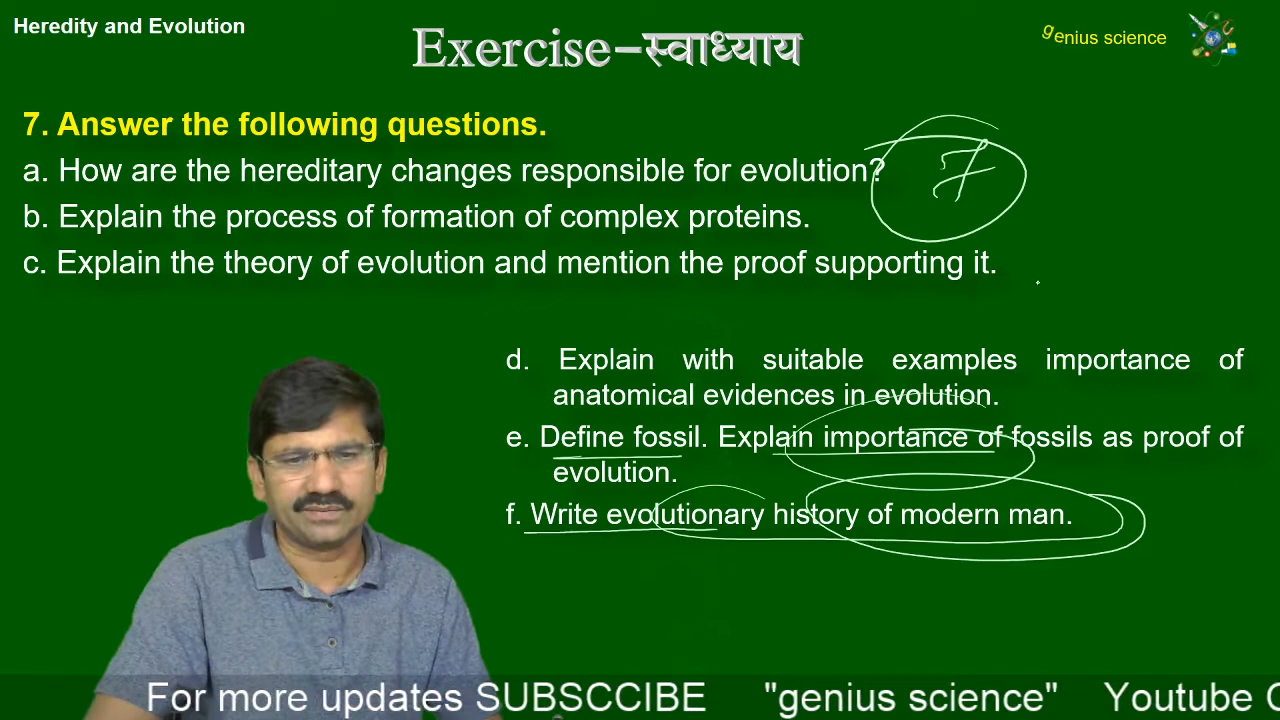 Heredity and Evolution
Exercise-स्वाध्याय
genius science
7. Answer the following questions.
a. How are the hereditary changes responsible for evolution?
7
b. Explain the process of formation of complex proteins.
c. Explain the theory of evolution and mention the proof supporting it.
d. Explain with suitable examples importance of
anatomical evidences in evolution.
e. Define fossil. Explain importance of fossils as proof of
evolution.
f. Write evolutionary history of modern man.
For more updates SUBSCCIBE "genius science" Youtube C